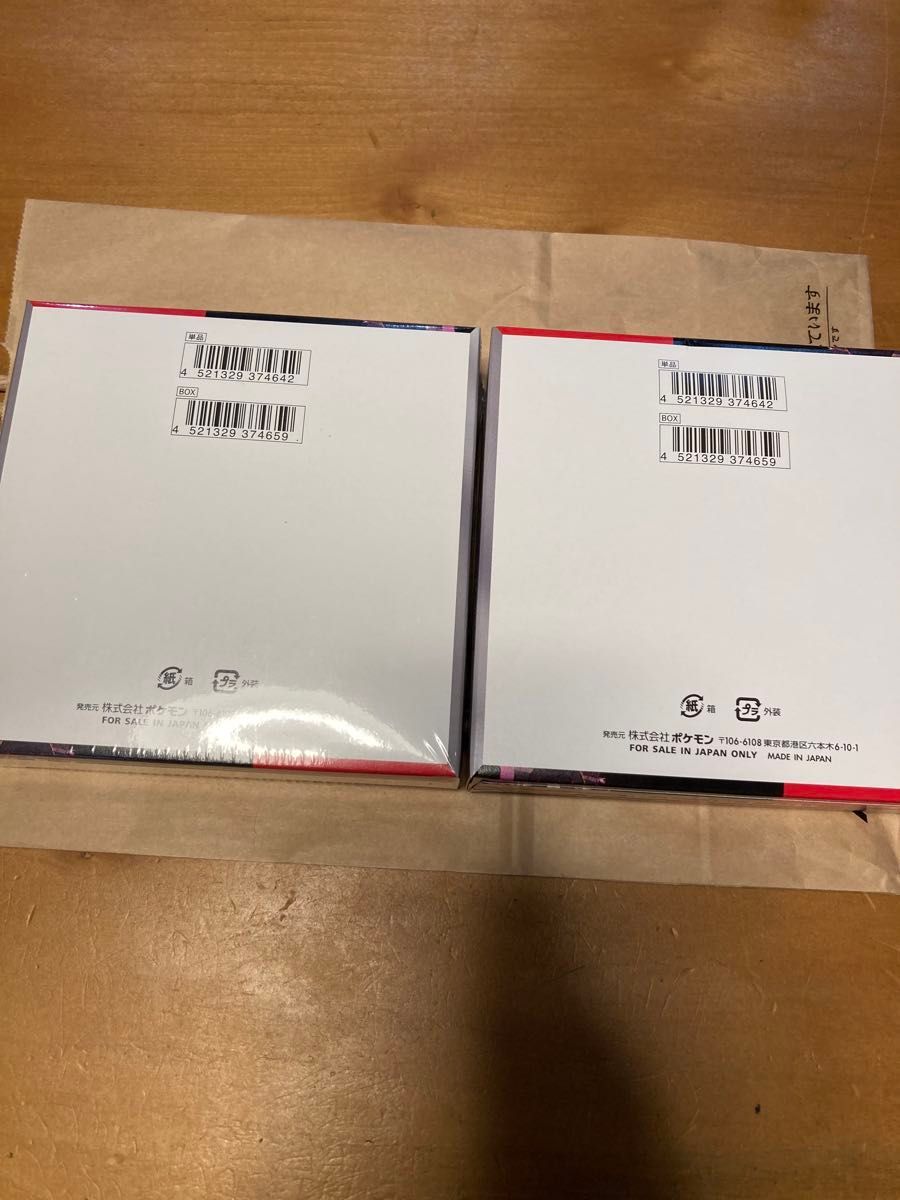 単品
4 521329 374642
BOX
4 521329 374659
紙 箱 プラ 外装
発売元 株式会社ポケモン 〒106-
FOR SALE IN JAPAN
単品
4 521329 374642
BOX
4 521329 374659
紙 箱 プラ 外装
発売元 株式会社ポケモン 〒106-6108 東京都港区六本木6-10-1
FOR SALE IN JAPAN ONLY MADE IN JAPAN
ています